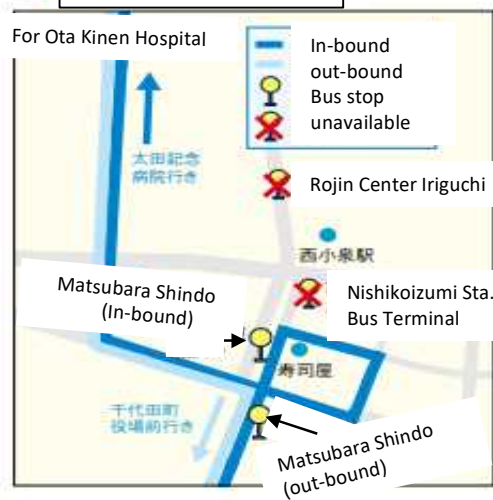 For Ota Kinen Hospital
In-bound
out-bound
Bus stop
unavailable
太田記念
病院行き
Rojin Center Iriguchi
西小泉駅
Matsubara Shindo
(In-bound)
Nishikoizumi Sta.
Bus Terminal
寿司屋
千代田町
役場前行き
Matsubara Shindo
(out-bound)